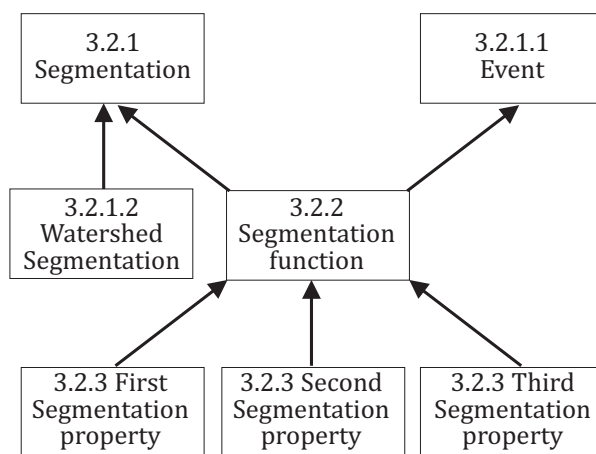 3.2.1
Segmentation
3.2.1.1
Event
3.2.1.2
Watershed
Segmentation
3.2.2
Segmentation
function
3.2.3 First
Segmentation
property
3.2.3 Second
Segmentation
property
3.2.3 Third
Segmentation
property